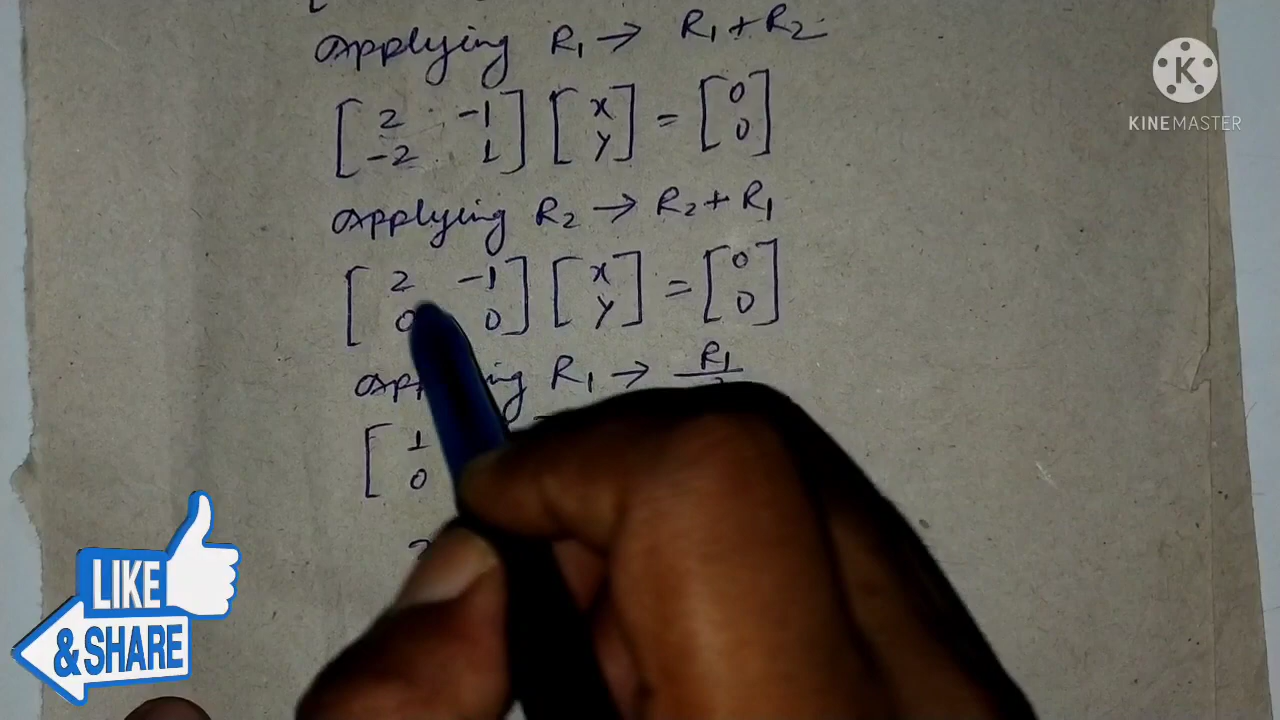 Applying R₁ → R₁ + R₂
[2 -1] [x] = [0]
[-2 1] [y] [0]
Applying R₂ → R₂ + R₁
[2 -1] [x] = [0]
[0 0] [y] [0]
R₁ → R₁
[1
[0
KINEMASTER
LIKE
& SHARE